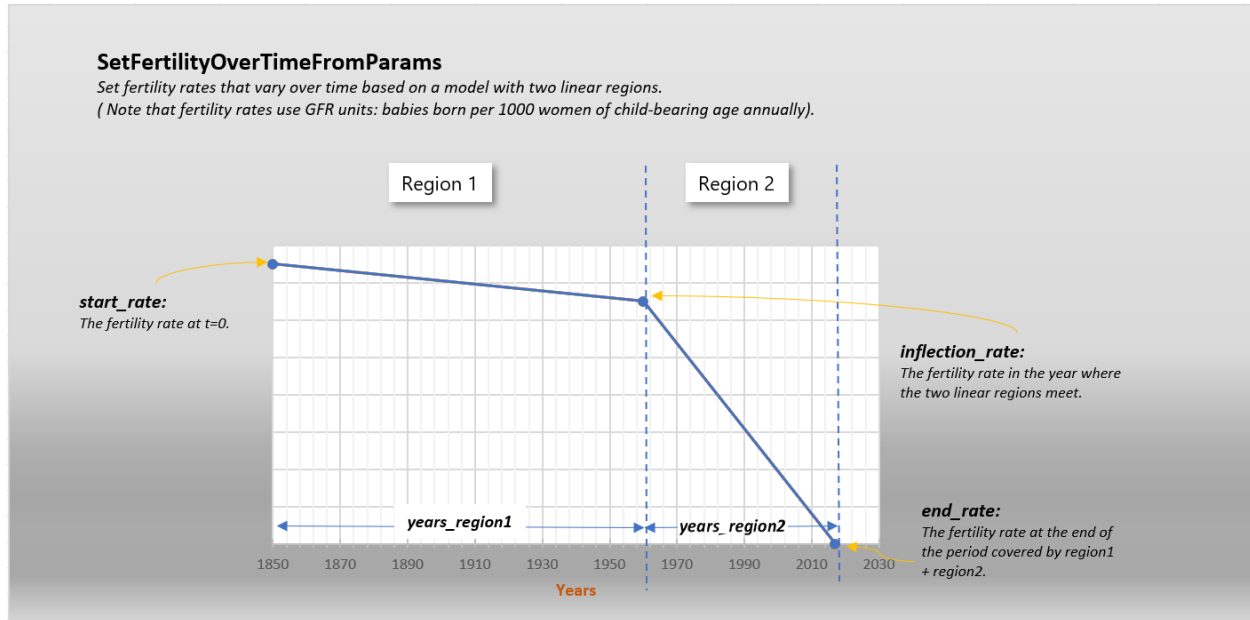 SetFertilityOverTimeFromParams
Set fertility rates that vary over time based on a model with two linear regions.
( Note that fertility rates use GFR units: babies born per 1000 women of child-bearing age annually).
Region 1
Region 2
start_rate:
The fertility rate at t=0.
inflection_rate:
The fertility rate in the year where
the two linear regions meet.
years_region1
years_region2
end_rate:
The fertility rate at the end of
the period covered by region1
+ region2.
1850 1870 1890 1910 1930 1950 1970 1990 2010 2030
Years